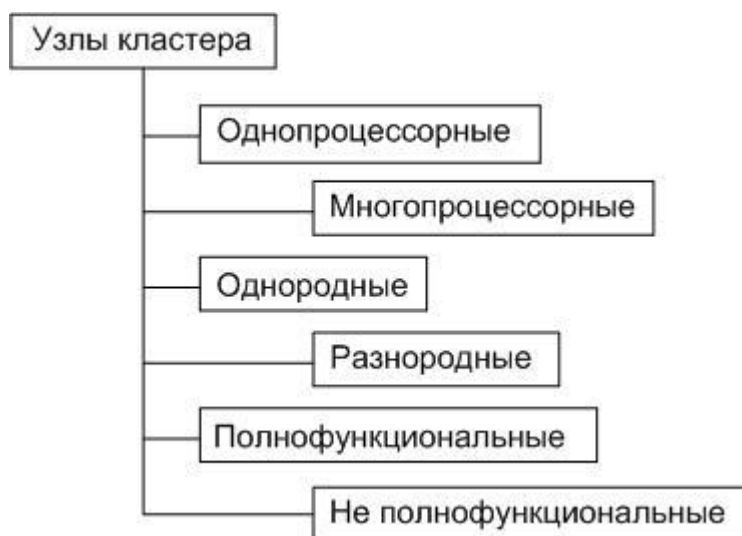 Узлы кластера
Однопроцессорные
Многопроцессорные
Однородные
Разнородные
Полнофункциональные
Не полнофункциональные